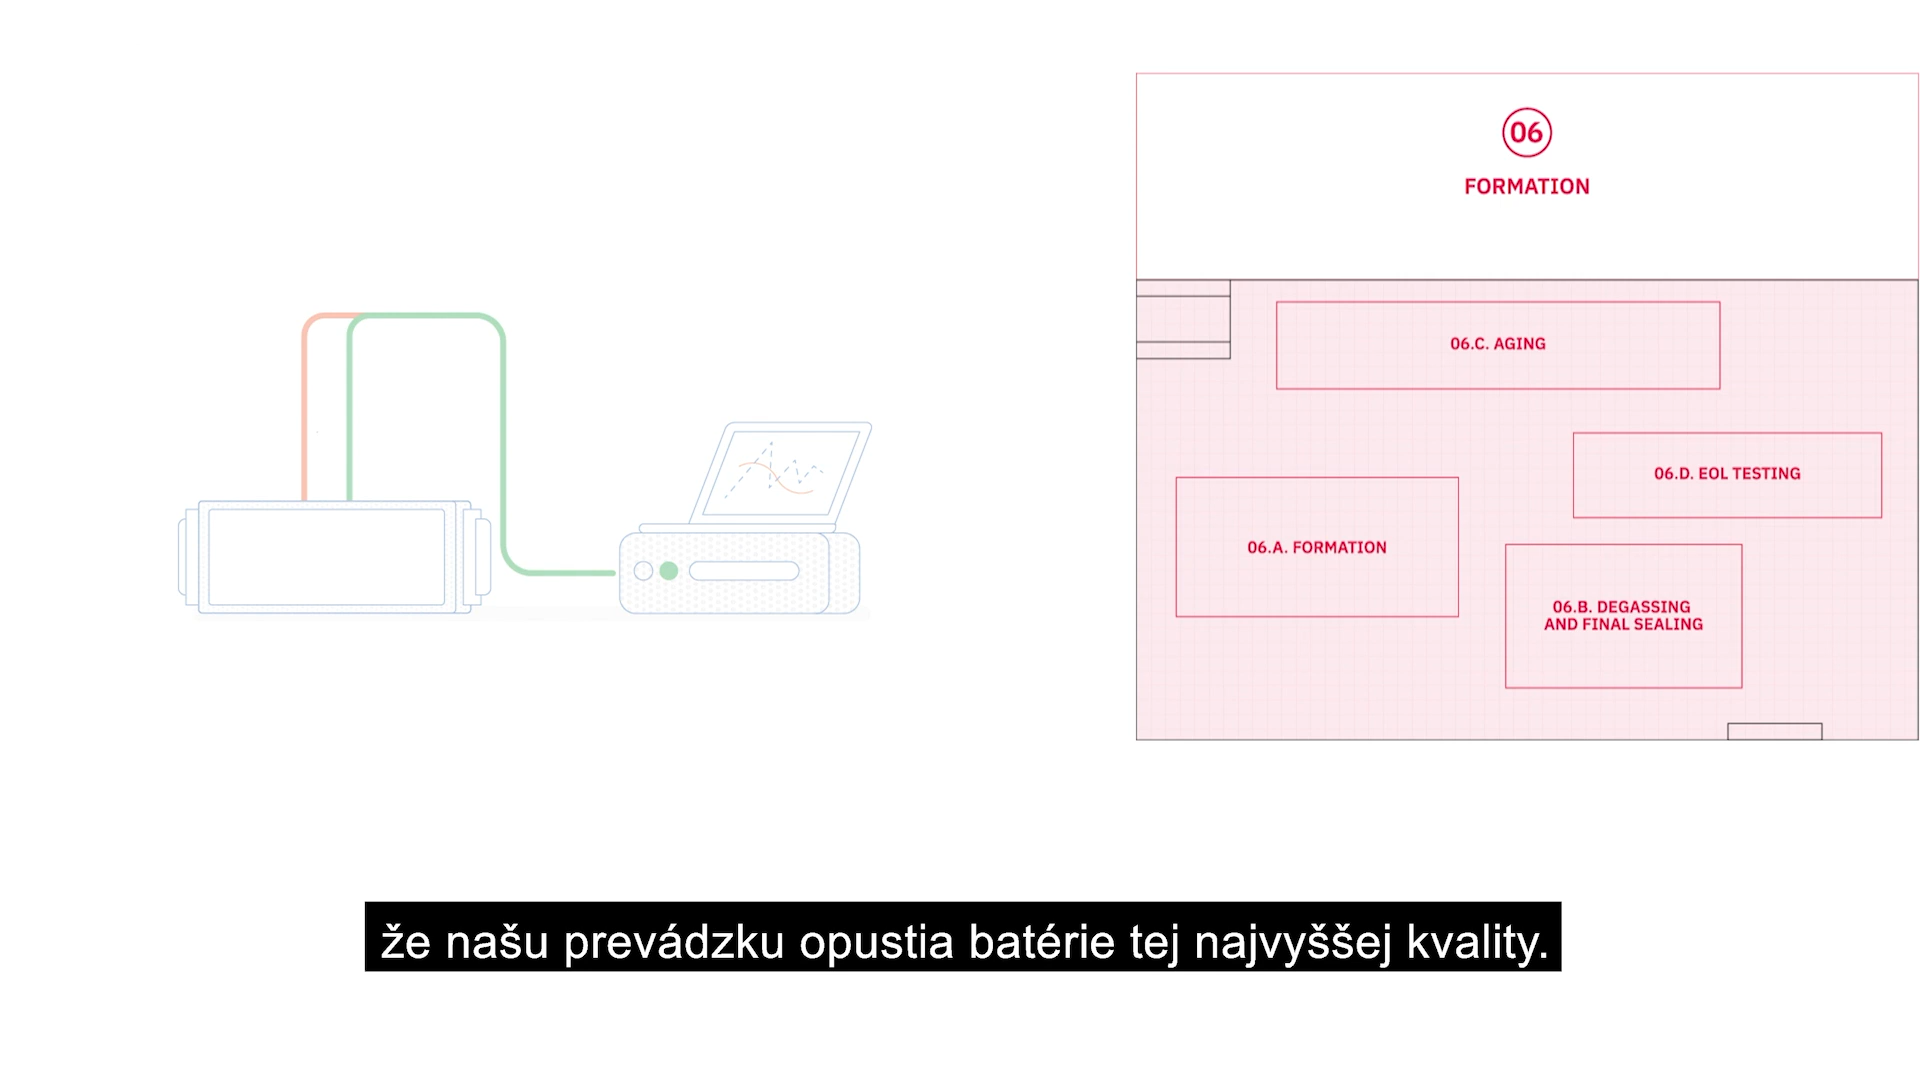 06
FORMATION
06.C. AGING
06.D. EOL TESTING
06.A. FORMATION
06.B. DEGASSING
AND FINAL SEALING
že našu prevádzku opustia batérie tej najvyššej kvality.